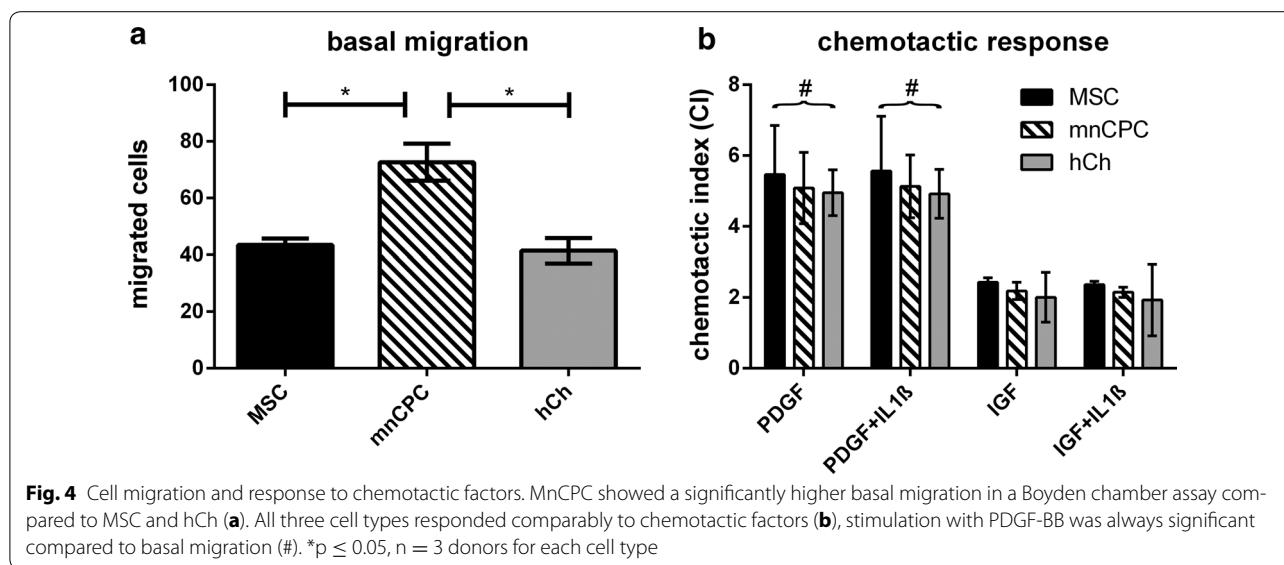 a
basal migration
migrated cells
100
80
60
40
20
0
*
*
MSC
mnCPC
hCh
b
chemotactic response
chemotactic index (CI)
8
6
4
2
0
#
#
MSC
mnCPC
hCh
PDGF
PDGF+IL1ß
IGF
IGF+IL1ß
Fig. 4 Cell migration and response to chemotactic factors. MnCPC showed a significantly higher basal migration in a Boyden chamber assay com-
pared to MSC and hCh (a). All three cell types responded comparably to chemotactic factors (b), stimulation with PDGF-BB was always significant
compared to basal migration (#). *p ≤ 0.05, n = 3 donors for each cell type